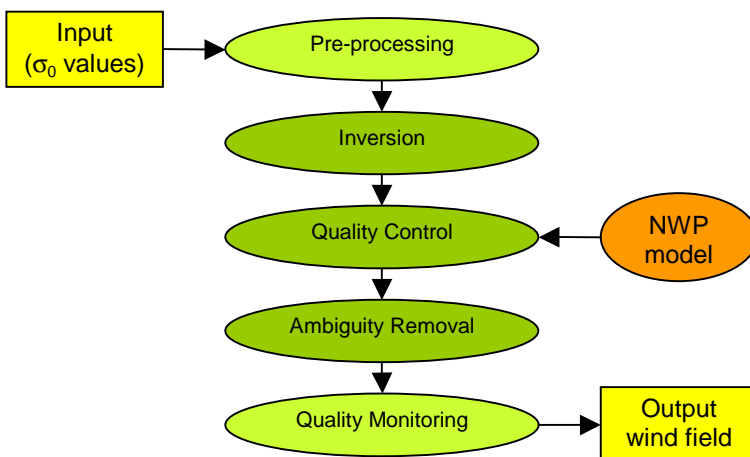 Input
(σ₀ values)
Pre-processing
Inversion
Quality Control
NWP
model
Ambiguity Removal
Quality Monitoring
Output
wind field